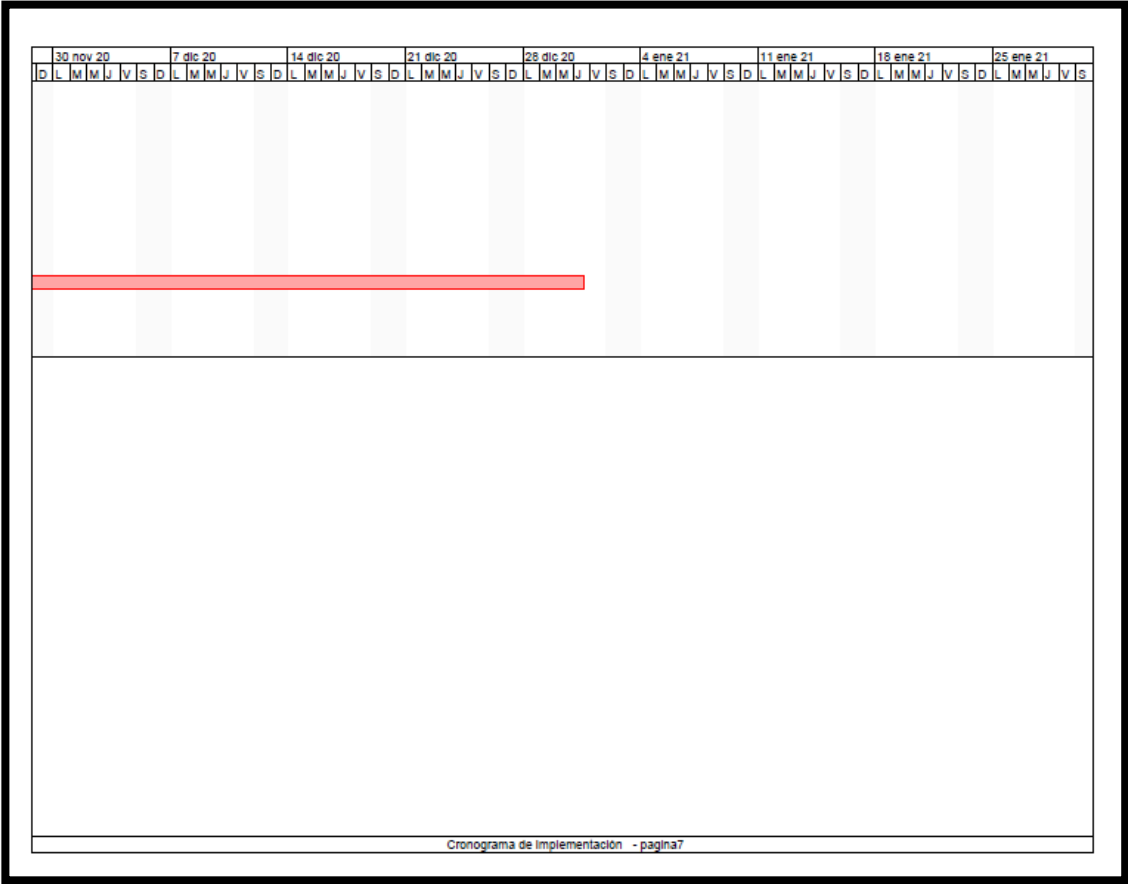 30 nov 20 7 dic 20 14 dic 20 21 dic 20 28 dic 20 4 ene 21 11 ene 21 18 ene 21 25 ene 21
D L M M J V S D L M M J V S D L M M J V S D L M M J V S D L M M J V S D L M M J V S D L M M J V S D L M M J V S D L M M J V S
Cronograma de Implementación - pagina7